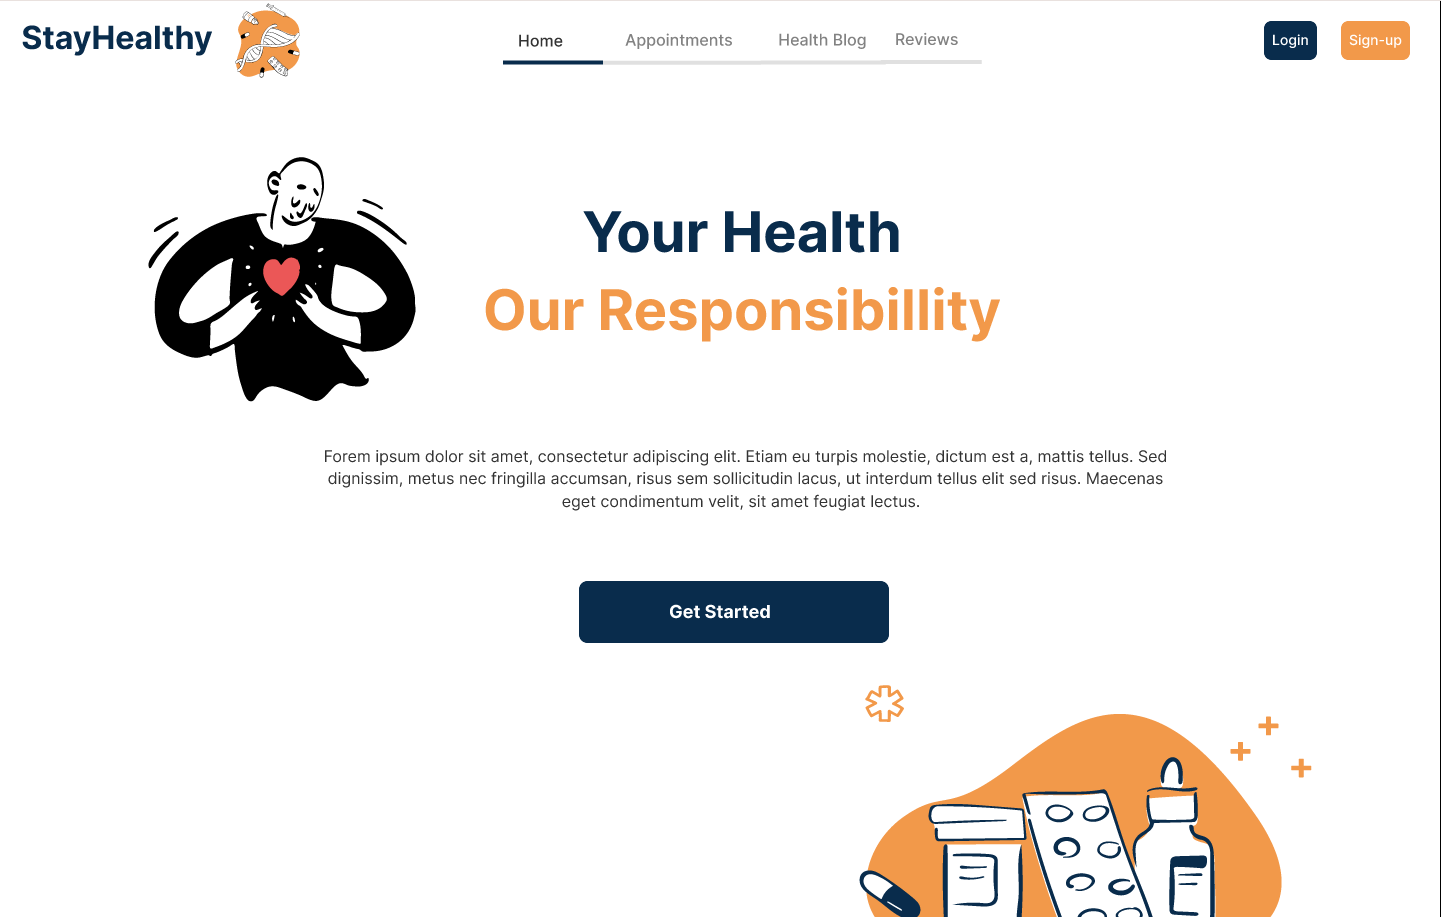 StayHealthy
Home
Appointments
Health Blog
Reviews
Login
Sign-up
Your Health
Our Responsibillity
Forem ipsum dolor sit amet, consectetur adipiscing elit. Etiam eu turpis molestie, dictum est a, mattis tellus. Sed
dignissim, metus nec fringilla accumsan, risus sem sollicitudin lacus, ut interdum tellus elit sed risus. Maecenas
eget condimentum velit, sit amet feugiat lectus.
Get Started